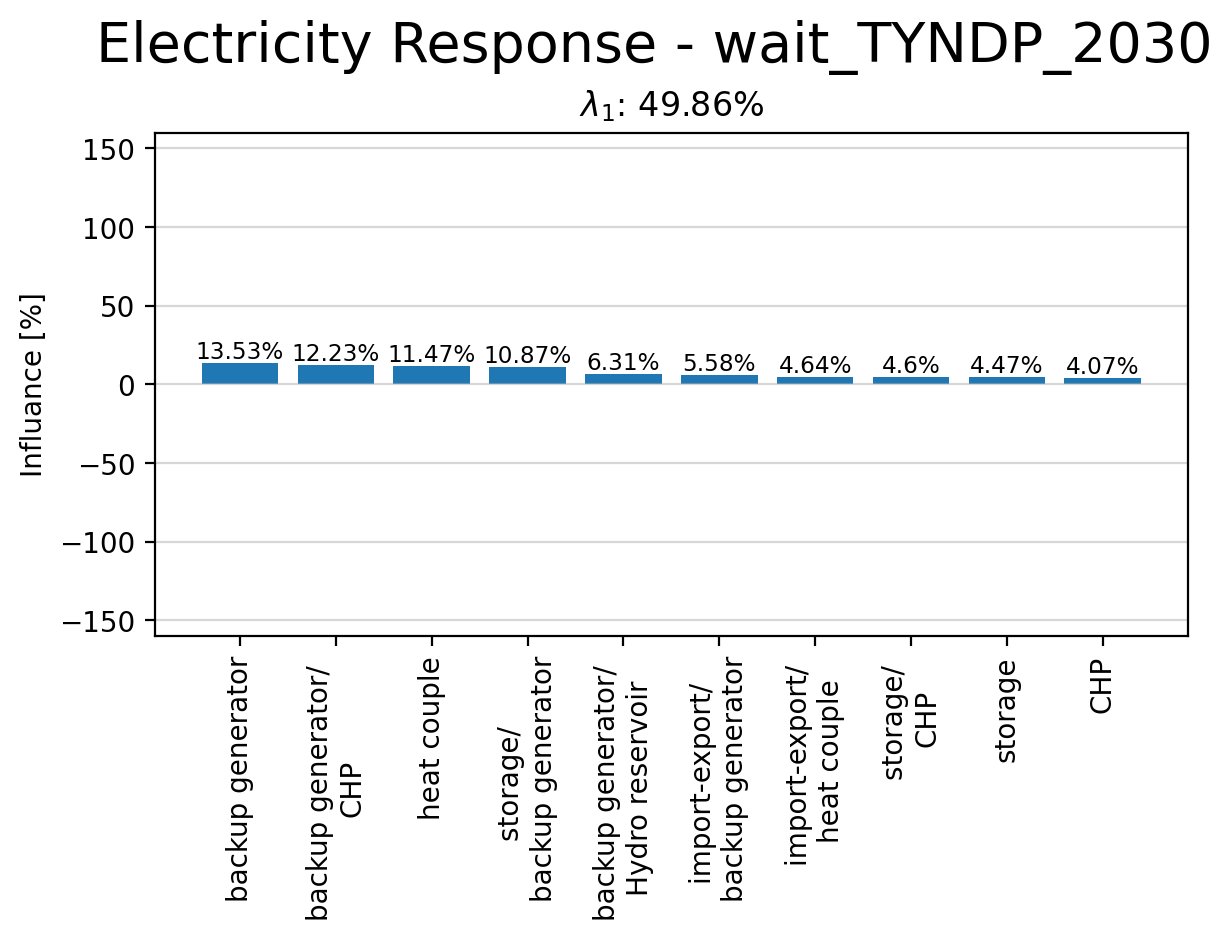 Electricity Response - wait_TYNDP_2030
λ₁: 49.86%
Influance [%]
150
100
50
0
−50
−100
−150
13.53%
12.23%
11.47%
10.87%
6.31%
5.58%
4.64%
4.6%
4.47%
4.07%
backup generator
backup generator/
CHP
heat couple
storage/
backup generator
backup generator/
Hydro reservoir
import-export/
backup generator
import-export/
heat couple
storage/
CHP
storage
CHP